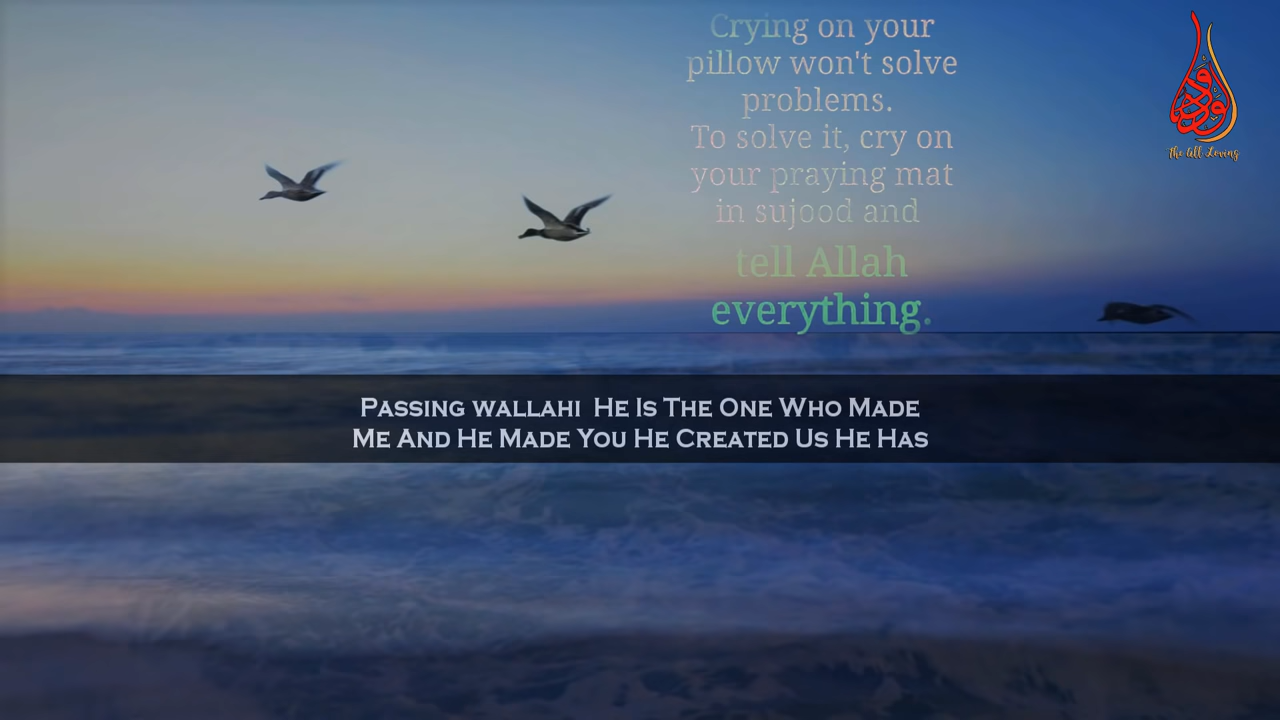 Crying on your
pillow won't solve
problems.
To solve it, cry on
your praying mat
in sujood and
tell Allah
everything.
الودود
The All Loving
PASSING WALLAHI HE IS THE ONE WHO MADE
ME AND HE MADE YOU HE CREATED US HE HAS